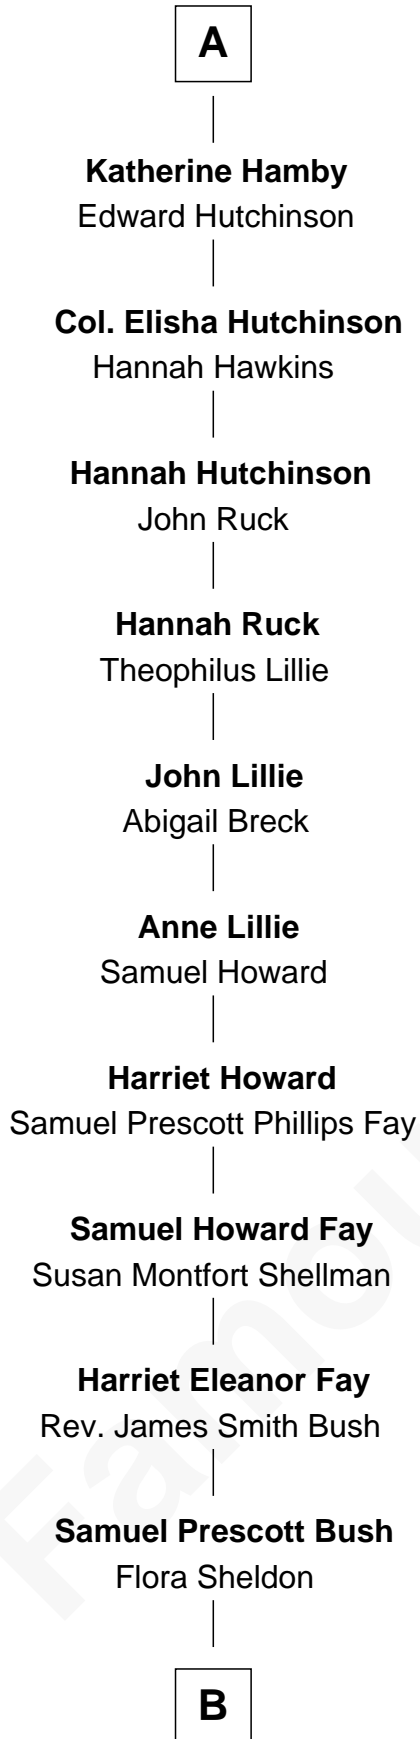 A
Katherine Hamby
Edward Hutchinson
Col. Elisha Hutchinson
Hannah Hawkins
Hannah Hutchinson
John Ruck
Hannah Ruck
Theophilus Lillie
John Lillie
Abigail Breck
Anne Lillie
Samuel Howard
Harriet Howard
Samuel Prescott Phillips Fay
Samuel Howard Fay
Susan Montfort Shellman
Harriet Eleanor Fay
Rev. James Smith Bush
Samuel Prescott Bush
Flora Sheldon
B
Famou